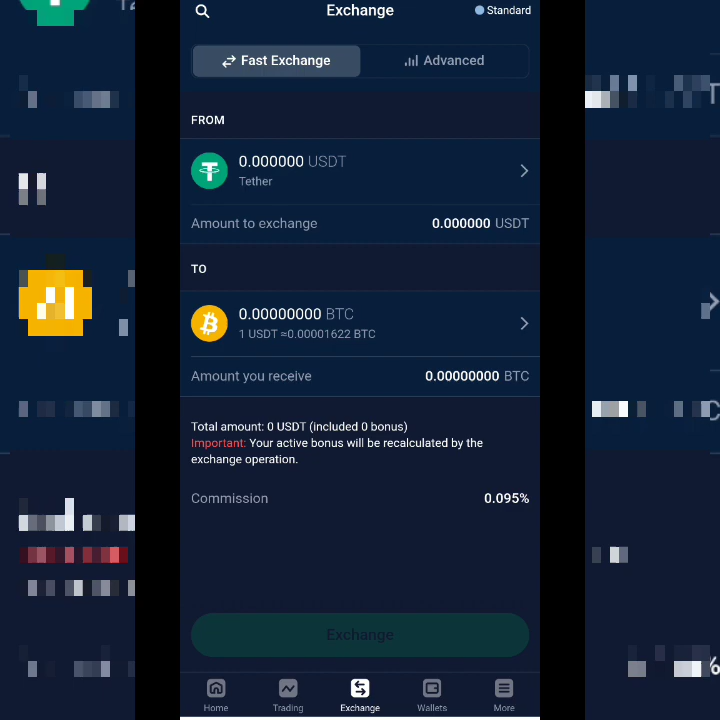 Exchange
Standard
Fast Exchange
Advanced
FROM
0.000000 USDT
Tether
Amount to exchange 0.000000 USDT
TO
0.00000000 BTC
1 USDT ≈0.00001622 BTC
Amount you receive 0.00000000 BTC
Total amount: 0 USDT (included 0 bonus)
Important: Your active bonus will be recalculated by the
exchange operation.
Commission 0.095%
Exchange
Home Trading Exchange Wallets More